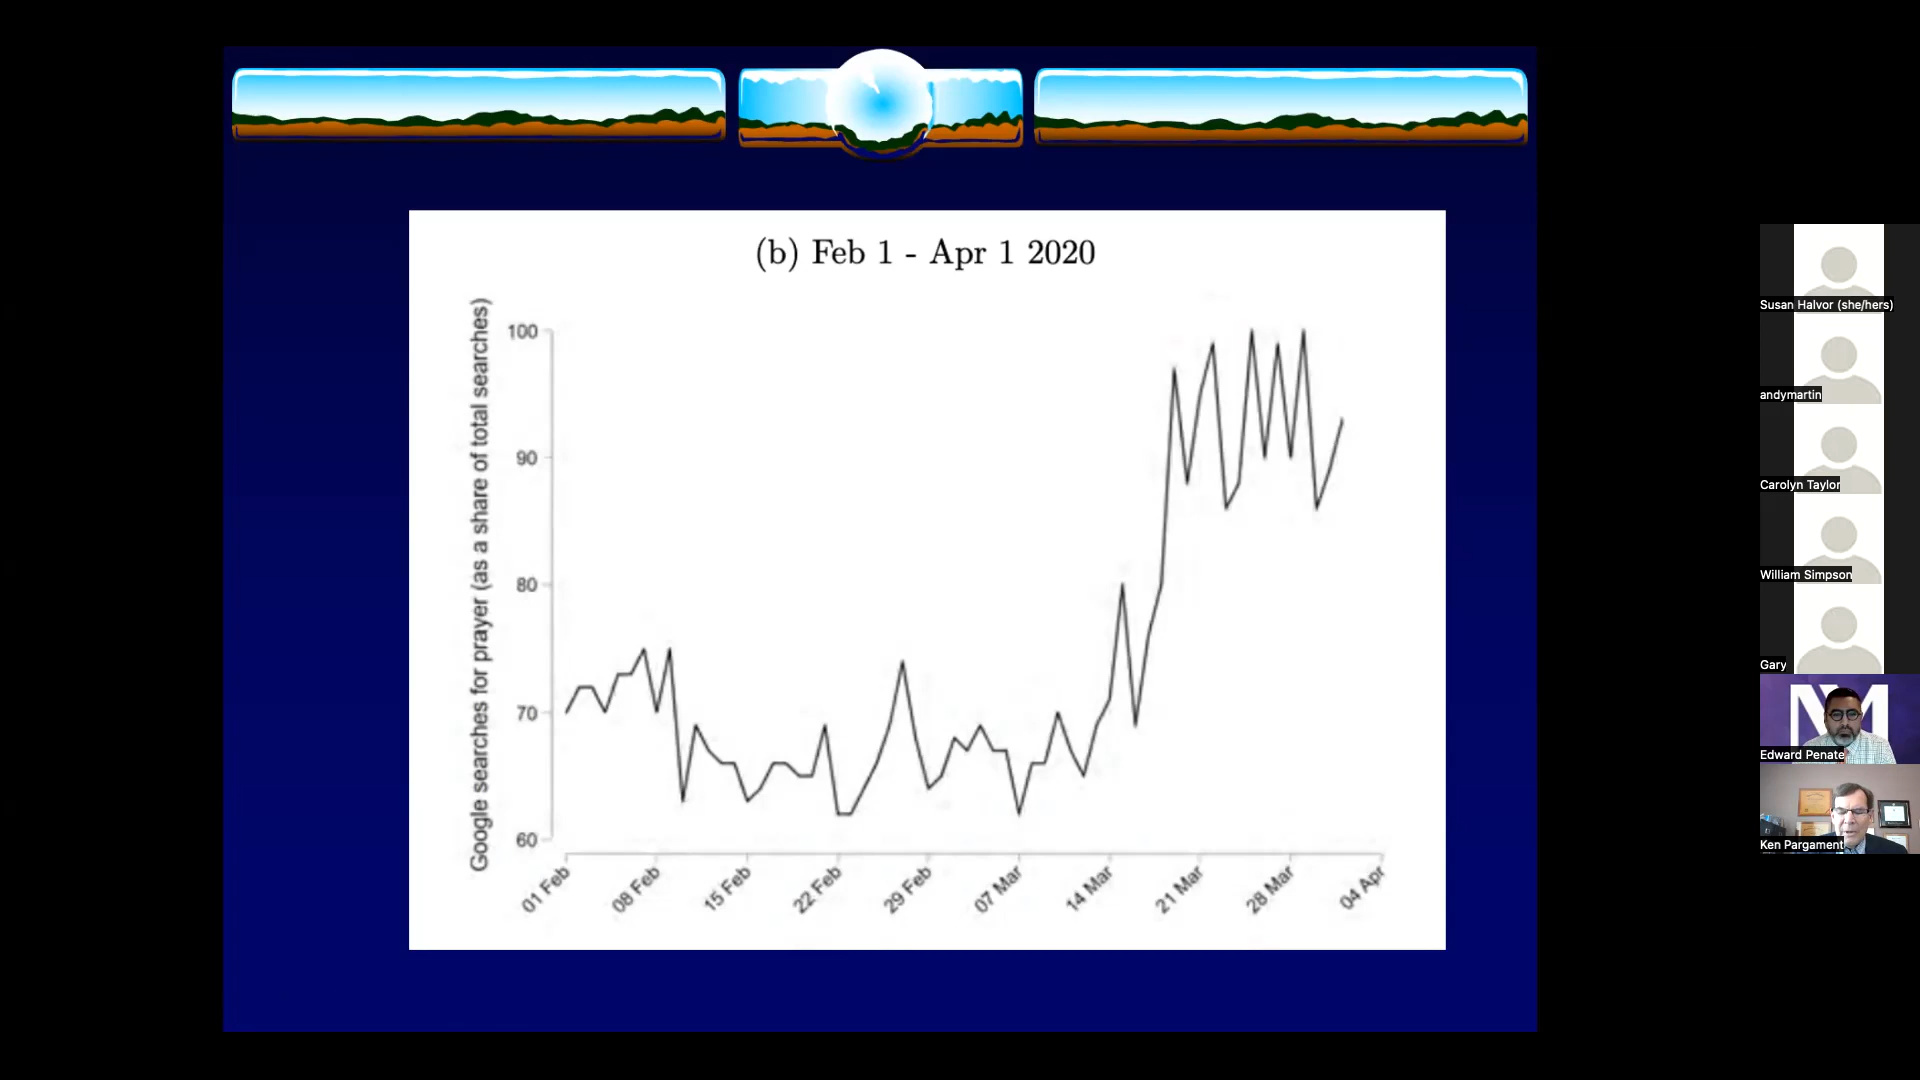 (b) Feb 1 - Apr 1 2020
Google searches for prayer (as a share of total searches)
100
90
80
70
60
01 Feb
08 Feb
15 Feb
22 Feb
29 Feb
07 Mar
14 Mar
21 Mar
28 Mar
04 Apr
Susan Halvor (she/hers)
andymartin
Carolyn Taylor
William Simpson
Gary
Edward Penate
Ken Pargament